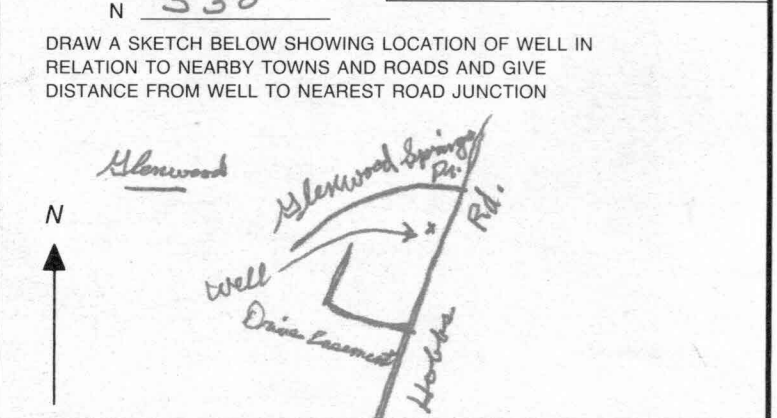 N 530
DRAW A SKETCH BELOW SHOWING LOCATION OF WELL IN
RELATION TO NEARBY TOWNS AND ROADS AND GIVE
DISTANCE FROM WELL TO NEAREST ROAD JUNCTION
Glenwood
Glenwood Springs
Dr.
Rd.
N
x
Well
Drive Easement
Hobbs